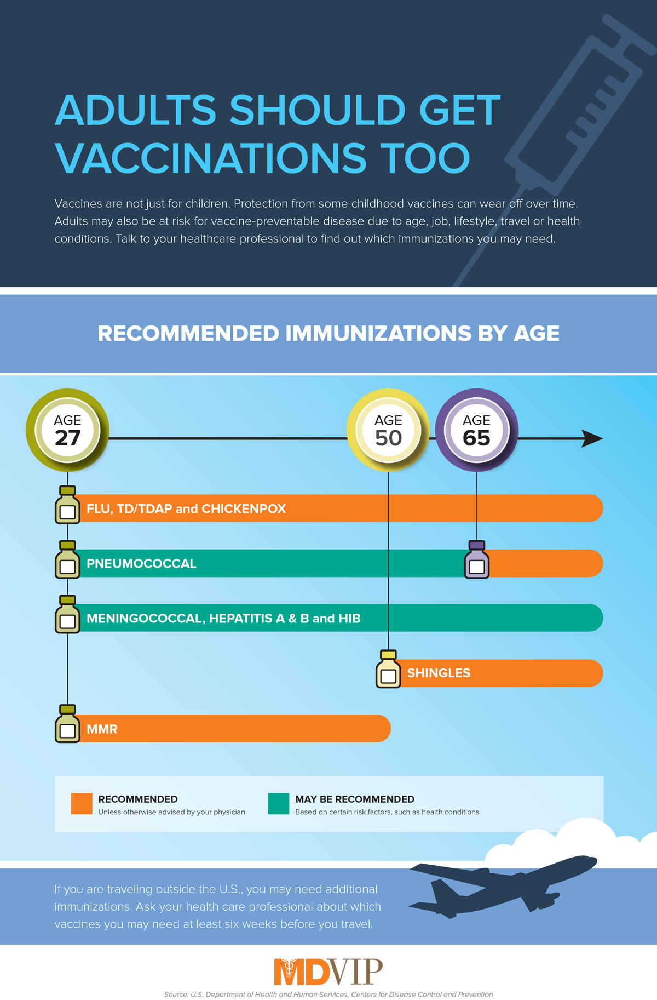 ADULTS SHOULD GET
VACCINATIONS TOO
Vaccines are not just for children. Protection from some childhood vaccines can wear off over time.
Adults may also be at risk for vaccine-preventable disease due to age, job, lifestyle, travel or health
conditions. Talk to your healthcare professional to find out which immunizations you may need.
RECOMMENDED IMMUNIZATIONS BY AGE
AGE
27
AGE
50
AGE
65
FLU, TD/TDAP and CHICKENPOX
PNEUMOCOCCAL
MENINGOCOCCAL, HEPATITIS A & B and HIB
SHINGLES
MMR
RECOMMENDED
Unless otherwise advised by your physician
MAY BE RECOMMENDED
Based on certain risk factors, such as health conditions
If you are traveling outside the U.S., you may need additional
immunizations. Ask your health care professional about which
vaccines you may need at least six weeks before you travel.
MDVIP
Source: U.S. Department of Health and Human Services, Centers for Disease Control and Prevention